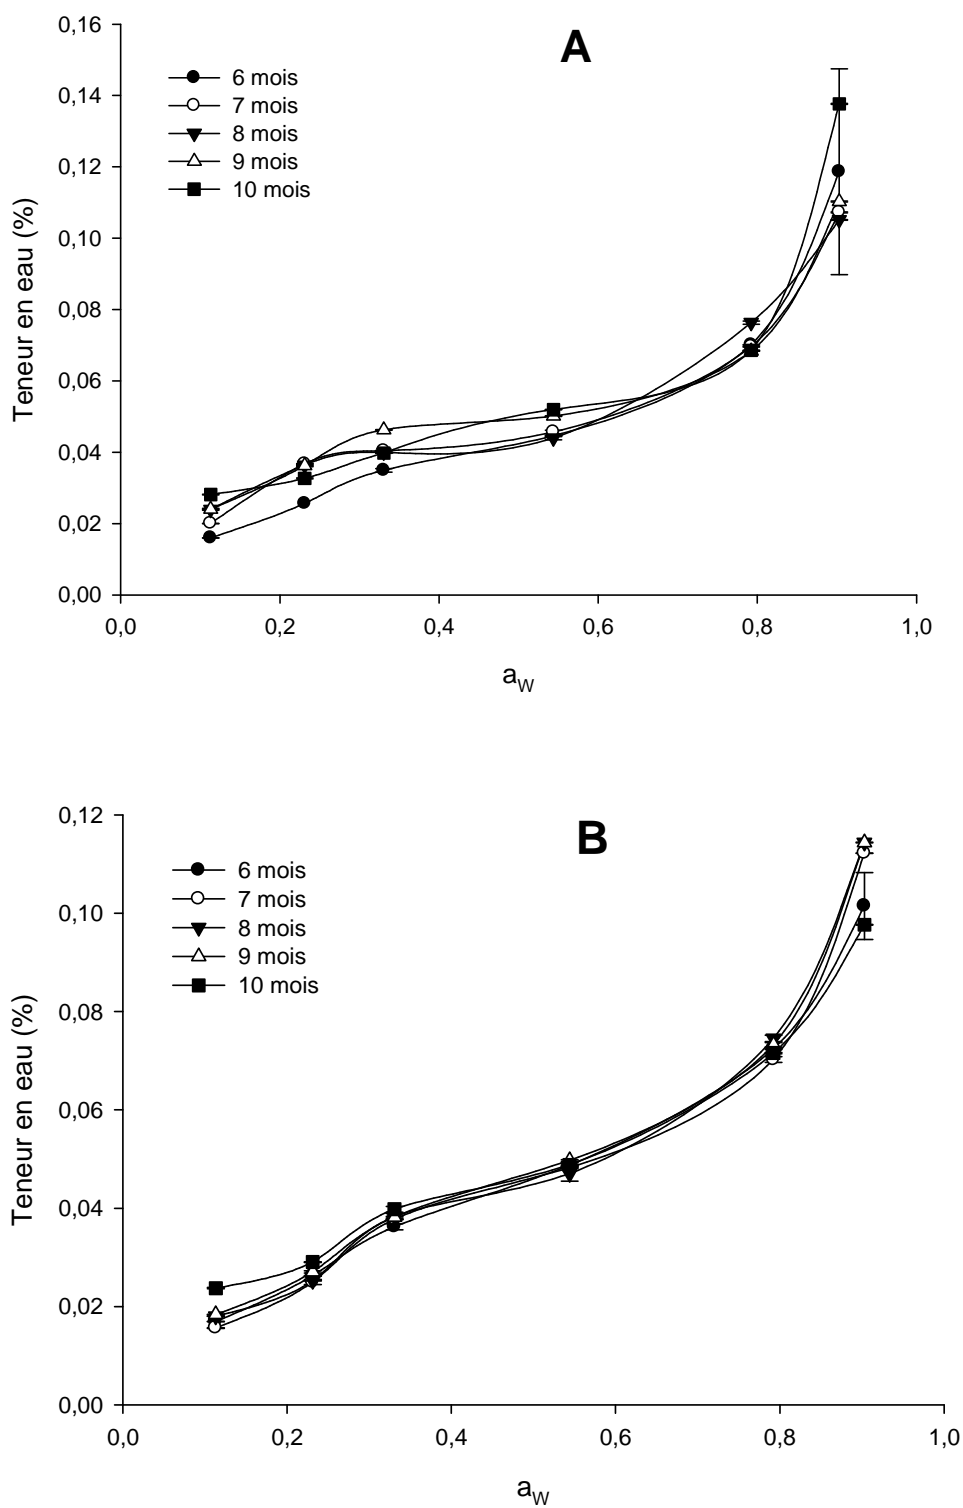 A
0,16
0,14
0,12
0,10
0,08
0,06
0,04
0,02
0,00
Teneur en eau (%)
6 mois
7 mois
8 mois
9 mois
10 mois
0,0 0,2 0,4 0,6 0,8 1,0
aW
B
0,12
0,10
0,08
0,06
0,04
0,02
0,00
Teneur en eau (%)
6 mois
7 mois
8 mois
9 mois
10 mois
0,0 0,2 0,4 0,6 0,8 1,0
aW